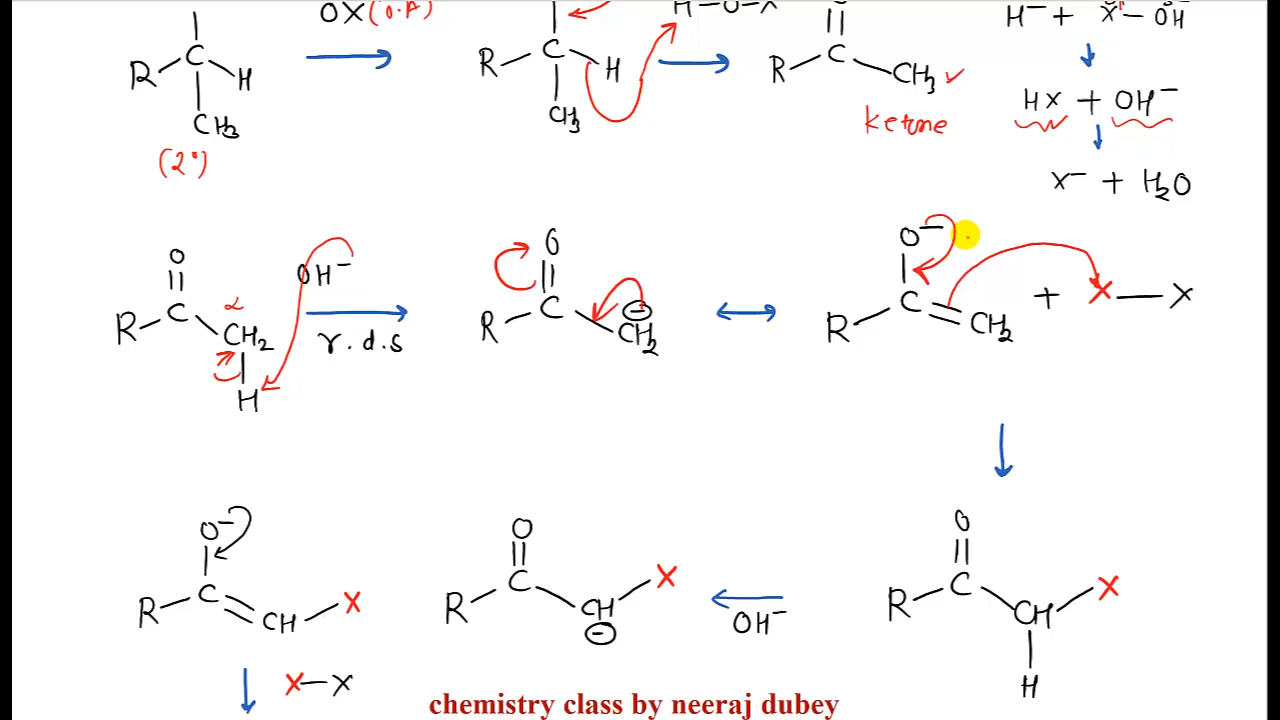 OX (O.A) H-O-X H⁻ + X⁺-OH⁻
R C H R C H R C CH₃ ✓
CH₃ CH₃ ketone HX + OH⁻
(2°) X⁻ + H₂O
O OH⁻ O O⁻
R C α CH₂ R C CH₂ ⊖ R C CH₂ + X-X
r.d.s
H
O⁻ O O
R C CH X R C CH X OH⁻ R C CH X
⊖ H
X-X
chemistry class by neeraj dubey